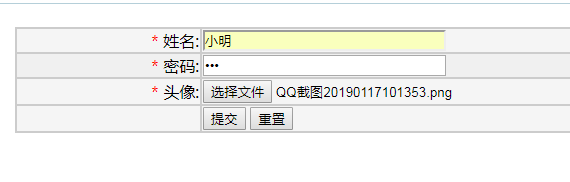 * 姓名: 小明
* 密码: •••
* 头像: 选择文件 QQ截图20190117101353.png
提交 重置